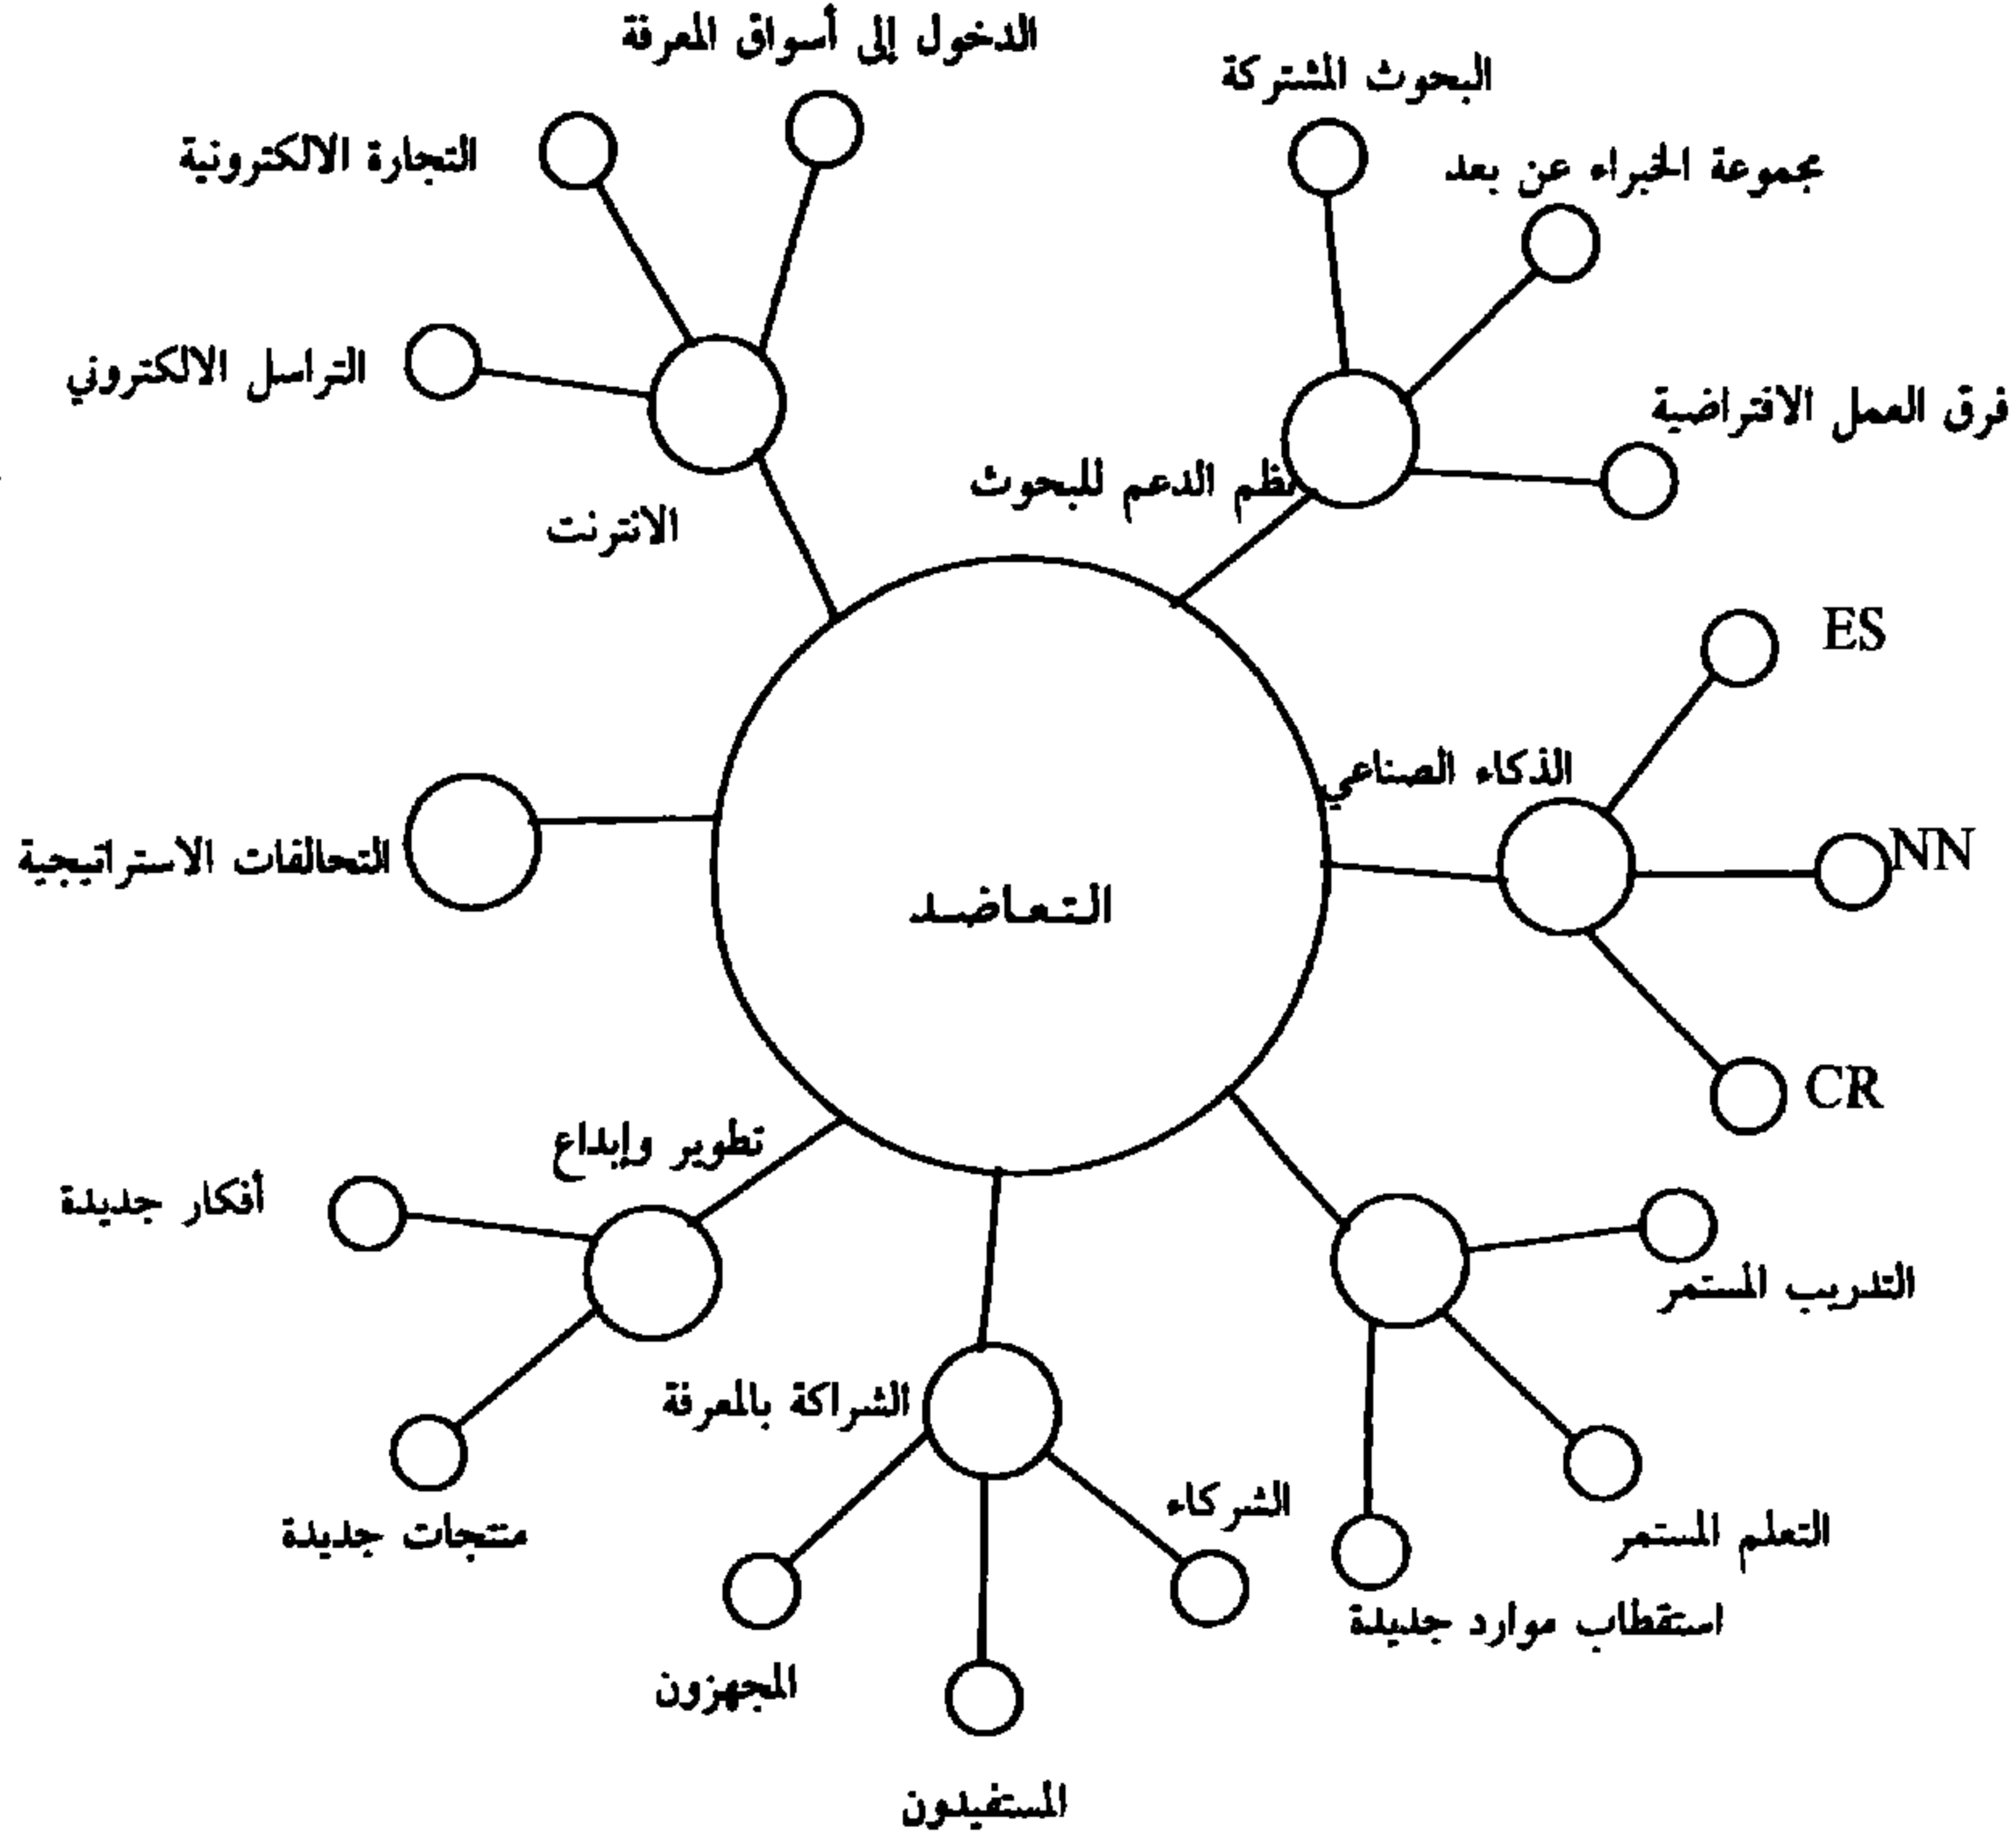 الدخول إلى أسواق المعرفة
البحوث المشتركة
مجموعة الخبراء عن بعد
التجارة الالكترونية
التراسل الالكتروني
فرق العمل الافتراضية
نظم الدعم للبحوث
الانترنت
ES
الذكاء الصناعي
NN
التحالفات الاستراتيجية
التعاضد
CR
تطوير وإبداع
أفكار جديدة
التدريب المستمر
الشراكة بالمعرفة
الشركاء
منتجات جديدة
التعلم المستمر
استقطاب موارد جديدة
المجهزون
المستفيدون